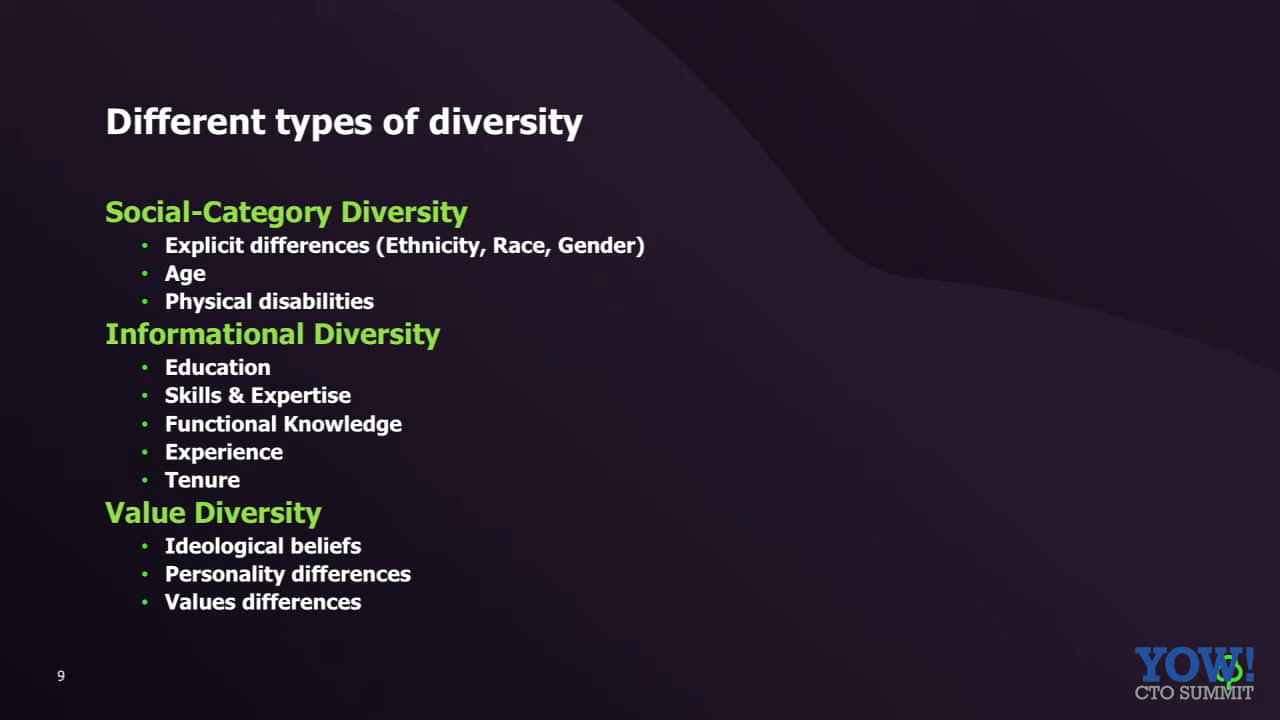 Different types of diversity
Social-Category Diversity
• Explicit differences (Ethnicity, Race, Gender)
• Age
• Physical disabilities
Informational Diversity
• Education
• Skills & Expertise
• Functional Knowledge
• Experience
• Tenure
Value Diversity
• Ideological beliefs
• Personality differences
• Values differences
9
YOW!
CTO SUMMIT